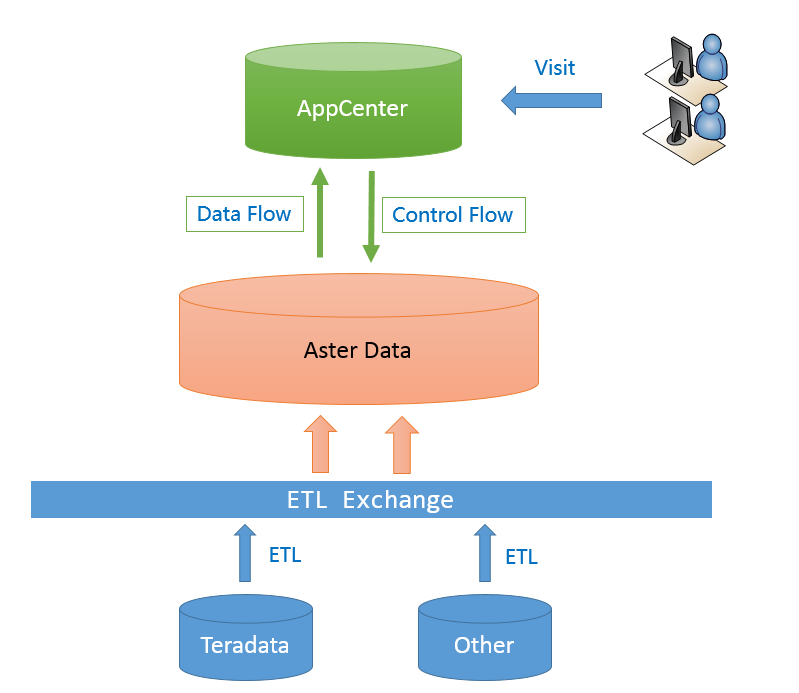 Visit
AppCenter
Data Flow
Control Flow
Aster Data
ETL Exchange
ETL
ETL
Teradata
Other